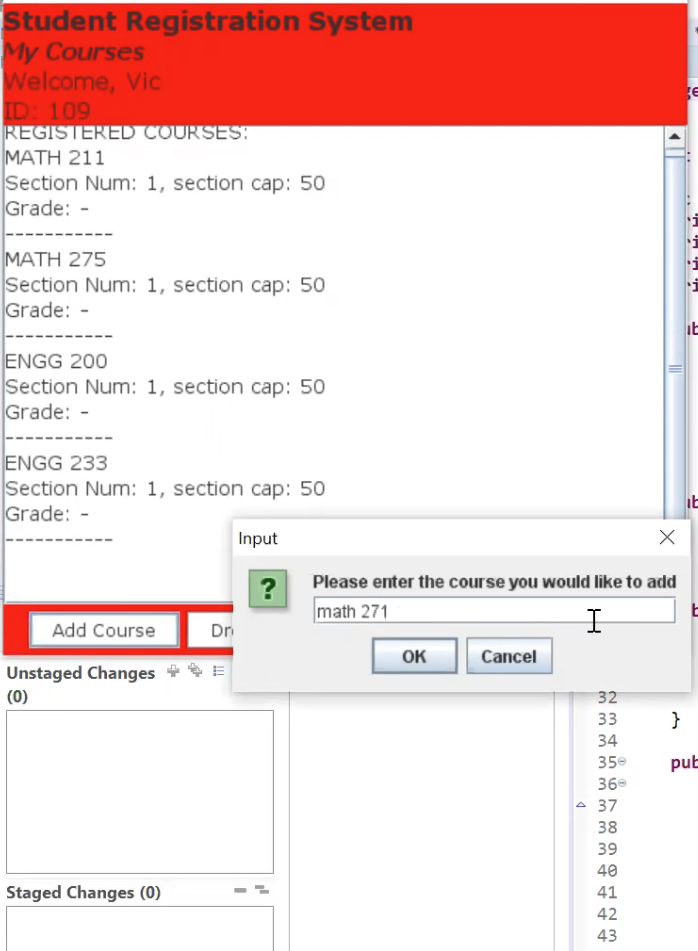 Student Registration System
My Courses
Welcome, Vic
ID: 109
REGISTERED COURSES:
MATH 211
Section Num: 1, section cap: 50
Grade: -
-----------
MATH 275
Section Num: 1, section cap: 50
Grade: -
-----------
ENGG 200
Section Num: 1, section cap: 50
Grade: -
-----------
ENGG 233
Section Num: 1, section cap: 50
Grade: -
-----------
Input
Please enter the course you would like to add
math 271
OK
Cancel
Add Course
Unstaged Changes
(0)
Staged Changes (0)
32
33 }
34
35
36
37
38
39
40
41
42
43